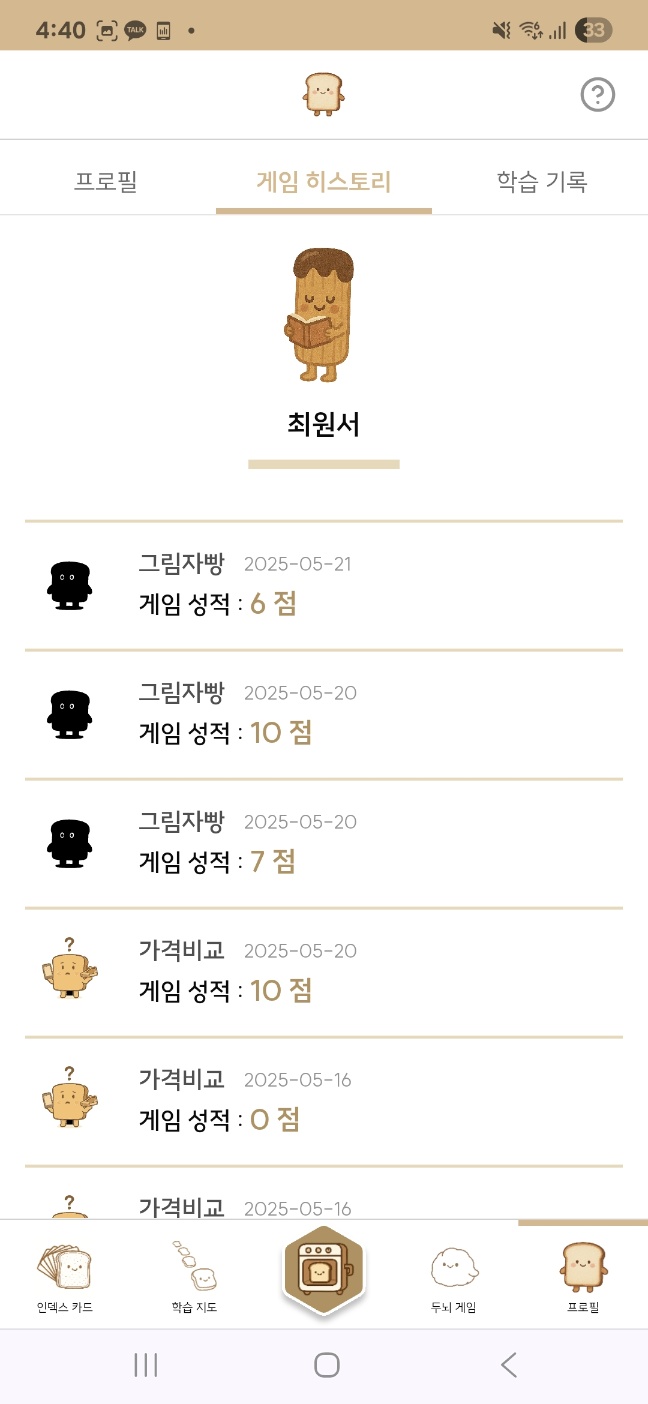 4:40 TALK 33
?
프로필 게임 히스토리 학습 기록
최원서
그림자빵 2025-05-21
게임 성적 : 6 점
그림자빵 2025-05-20
게임 성적 : 10 점
그림자빵 2025-05-20
게임 성적 : 7 점
?
가격비교 2025-05-20
게임 성적 : 10 점
?
가격비교 2025-05-16
게임 성적 : 0 점
?
가격비교 2025-05-16
인덱스 카드 학습 지도 두뇌 게임 프로필